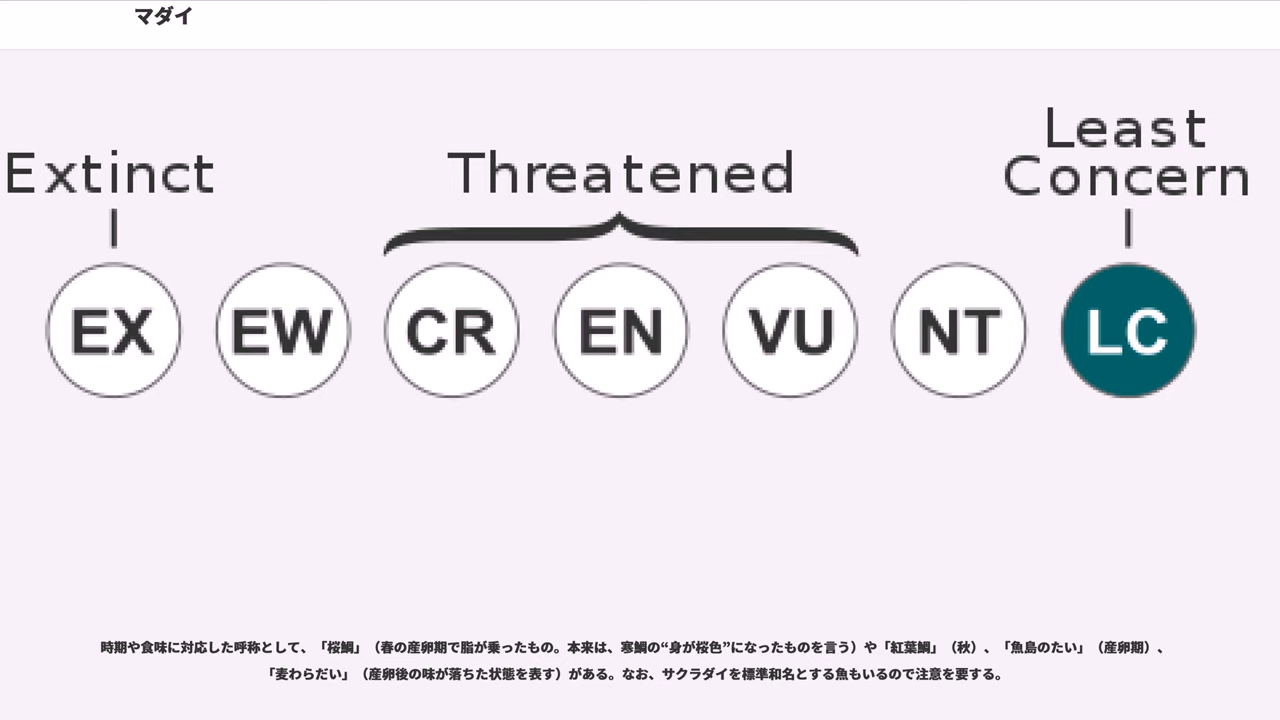 マダイ
Extinct
Threatened
Least
Concern
EX EW CR EN VU NT LC
時期や食味に対応した呼称として、「桜鯛」（春の産卵期で脂が乗ったもの。本来は、寒鯛の“身が桜色”になったものを言う）や「紅葉鯛」（秋）、「魚島のたい」（産卵期）、
「麦わらだい」（産卵後の味が落ちた状態を表す）がある。なお、サクラダイを標準和名とする魚もいるので注意を要する。